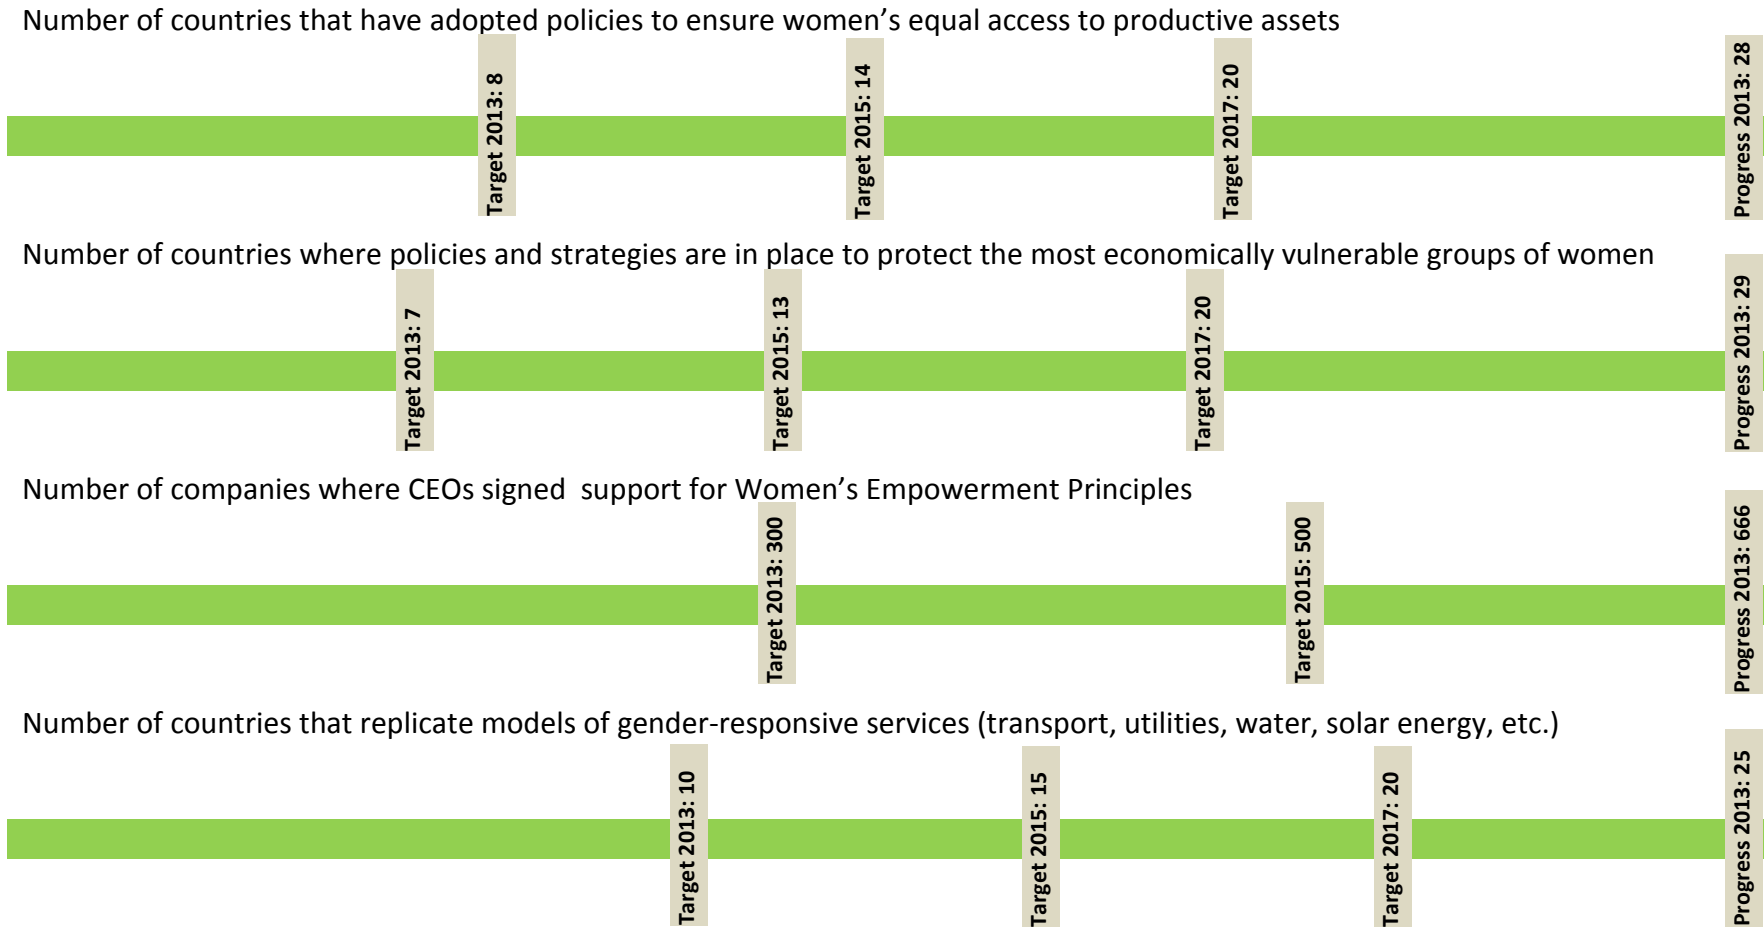 Number of countries that have adopted policies to ensure women’s equal access to productive assets
Target 2013: 8
Target 2015: 14
Target 2017: 20
Progress 2013: 28
Number of countries where policies and strategies are in place to protect the most economically vulnerable groups of women
Target 2013: 7
Target 2015: 13
Target 2017: 20
Progress 2013: 29
Number of companies where CEOs signed  support for Women’s Empowerment Principles
Target 2013: 300
Target 2015: 500
Progress 2013: 666
Number of countries that replicate models of gender-responsive services (transport, utilities, water, solar energy, etc.)
Target 2013: 10
Target 2015: 15
Target 2017: 20
Progress 2013: 25